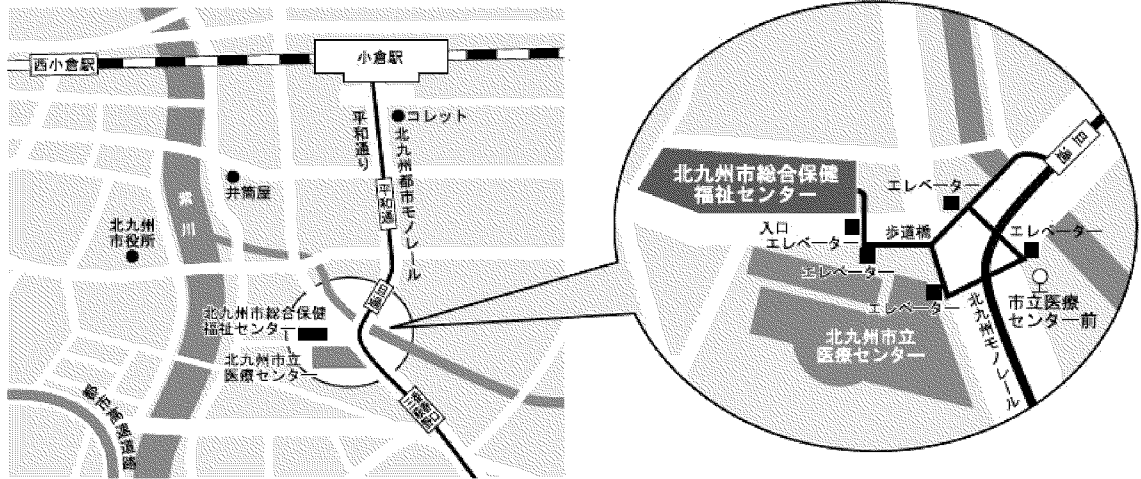 西小倉駅
小倉駅
コレット
平和通り
北九州都市モノレール
平和通
井筒屋
紫川
北九州
市役所
旦過
北九州市総合保健
福祉センター
北九州市立
医療センター
都市高速道路
北九州市総合保健
福祉センター
旦過
エレベーター
入口
エレベーター
歩道橋
エレベーター
エレベーター
エレベーター
市立医療
センター前
北九州市立
医療センター
北九州モノレール